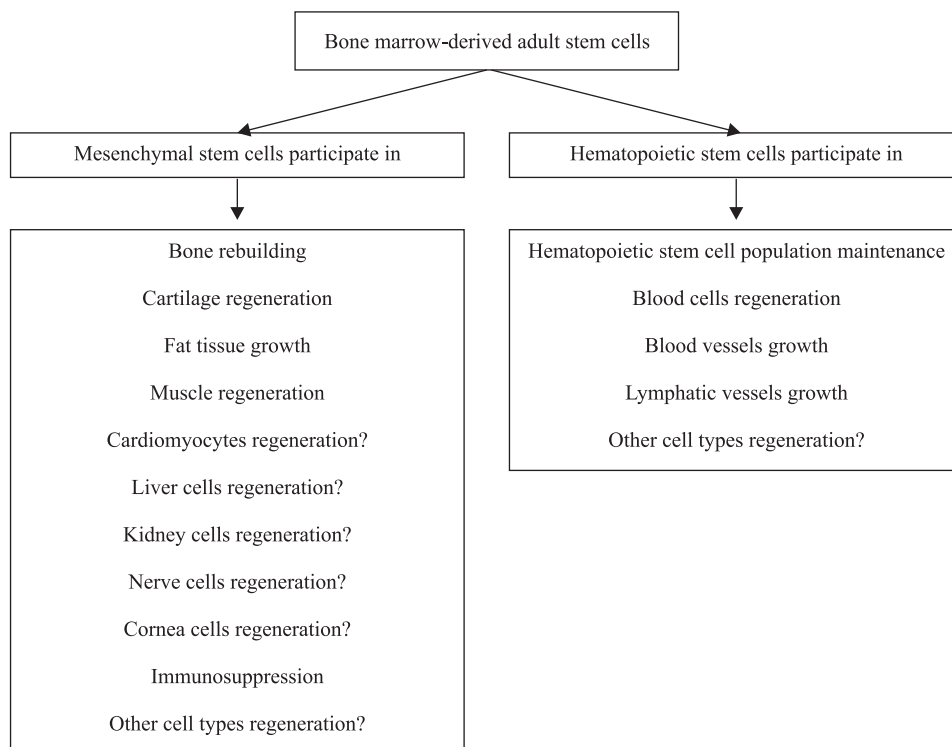 Bone marrow-derived adult stem cells
Mesenchymal stem cells participate in
Hematopoietic stem cells participate in
Bone rebuilding
Cartilage regeneration
Fat tissue growth
Muscle regeneration
Cardiomyocytes regeneration?
Liver cells regeneration?
Kidney cells regeneration?
Nerve cells regeneration?
Cornea cells regeneration?
Immunosuppression
Other cell types regeneration?
Hematopoietic stem cell population maintenance
Blood cells regeneration
Blood vessels growth
Lymphatic vessels growth
Other cell types regeneration?